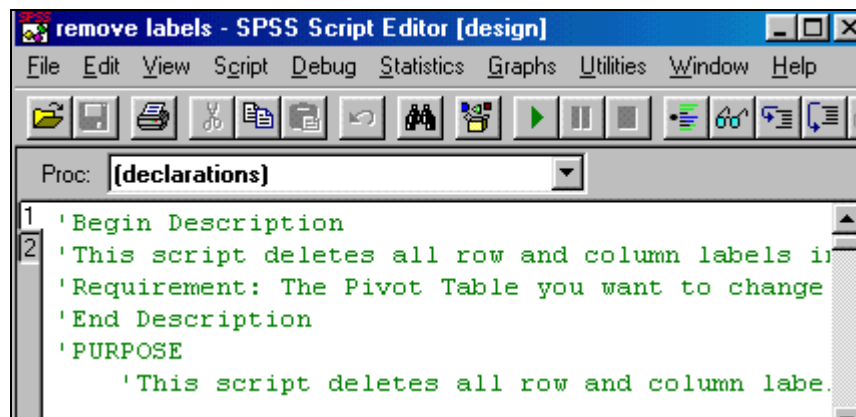 remove labels - SPSS Script Editor [design]
File Edit View Script Debug Statistics Graphs Utilities Window Help
Proc: (declarations)
1 'Begin Description
2 'This script deletes all row and column labels in
'Requirement: The Pivot Table you want to change
'End Description
'PURPOSE
'This script deletes all row and column labe